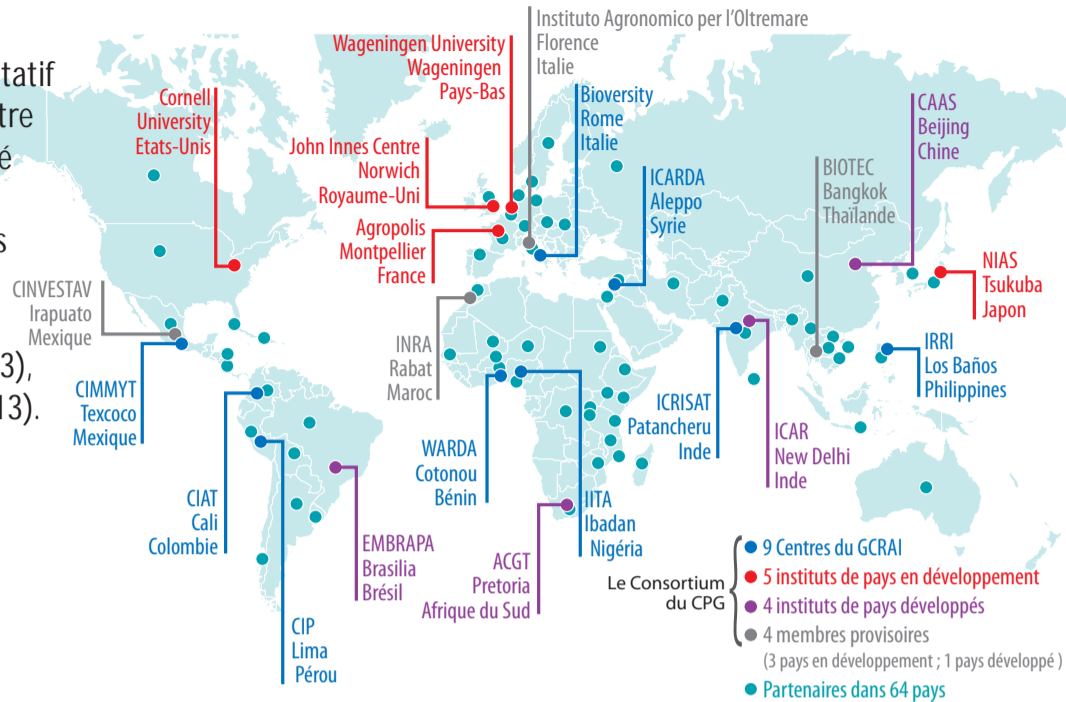 tatif
tre
é
s
3),
13).
Instituto Agronomico per l'Oltremare
Florence
Italie
Wageningen University
Wageningen
Pays-Bas
Cornell
University
Etats-Unis
John Innes Centre
Norwich
Royaume-Uni
Agropolis
Montpellier
France
Bioversity
Rome
Italie
ICARDA
Aleppo
Syrie
BIOTEC
Bangkok
Thaïlande
CAAS
Beijing
Chine
NIAS
Tsukuba
Japon
CINVESTAV
Irapuato
Mexique
CIMMYT
Texcoco
Mexique
INRA
Rabat
Maroc
IRRI
Los Baños
Philippines
ICRISAT
Patancheru
Inde
ICAR
New Delhi
Inde
WARDA
Cotonou
Bénin
IITA
Ibadan
Nigéria
CIAT
Cali
Colombie
EMBRAPA
Brasilia
Brésil
ACGT
Pretoria
Afrique du Sud
CIP
Lima
Pérou
Le Consortium
du CPG
9 Centres du GCRAI
5 instituts de pays en développement
4 instituts de pays développés
4 membres provisoires
(3 pays en développement ; 1 pays développé )
Partenaires dans 64 pays